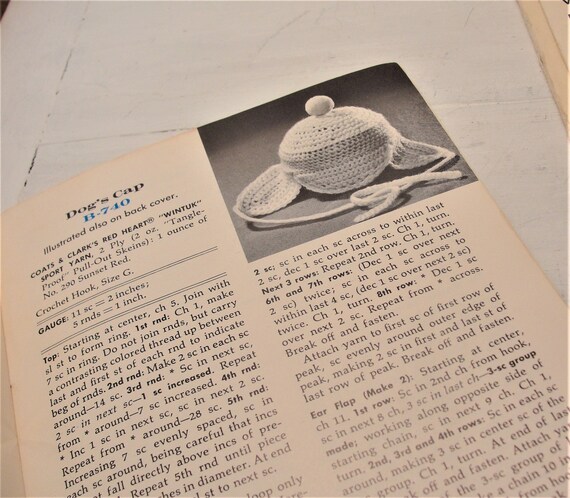 Dog's Cap
B-740
Illustrated also on back cover.
COATS & CLARK'S RED HEART® "WINTUK"
SPORT YARN, 2 Ply (2 oz. "Tangle-
Proof" Pull-Out Skeins): 1 ounce of
No. 290 Sunset Red.
Crochet Hook, Size G.
GAUGE: 11 sc = 2 inches;
5 rnds = 1 inch.
Top: Starting at center, ch 5. Join with
sl st to form ring. 1st rnd: Ch 1, make
7 sc in ring. Do not join rnds, but carry
a contrasting colored thread up between
last and first st of each rnd to indicate
beg of rnds. 2nd rnd: Make 2 sc in each
sc around—14 sc. 3rd rnd: * Sc in next sc,
2 sc in next sc—1 sc increased. Repeat
from * around—7 sc increased. 4th rnd:
* Inc 1 sc in next sc, sc in next 2 sc.
Repeat from * around—28 sc. 5th rnd:
Increasing 7 sc evenly spaced, sc in
each sc around, being careful that incs
fall directly above incs of pre-
Repeat 5th rnd until piece
inches in diameter. At end
sl st to next sc.
loop only
2 sc; sc in each sc across to within last
2 sc, dec 1 sc over last 2 sc. Ch 1, turn.
Next 3 rows: Repeat 2nd row. Ch 1, turn.
6th and 7th rows: (Dec 1 sc over next
2 sc) twice; sc in each sc across to
within last 4 sc, (dec 1 sc over next 2 sc)
twice. Ch 1, turn. 8th row: * Dec 1 sc
over next 2 sc. Repeat from * across.
Break off and fasten.
Attach yarn to first sc of first row of
peak, sc evenly around outer edge of
peak, making 2 sc in first and last st of
last row of peak. Break off and fasten.
Ear Flap (Make 2): Starting at center,
ch 11. 1st row: Sc in 2nd ch from hook,
sc in next 8 ch, 3 sc in last ch—3-sc group
made; working along opposite side of
starting chain, sc in next 9 ch. Ch 1,
turn. 2nd, 3rd and 4th rows: Sc in each sc
around, making 3 sc in center sc of the
group. Ch 1, turn. At end of last
off and fasten. Attach yarn
the 3-sc group of